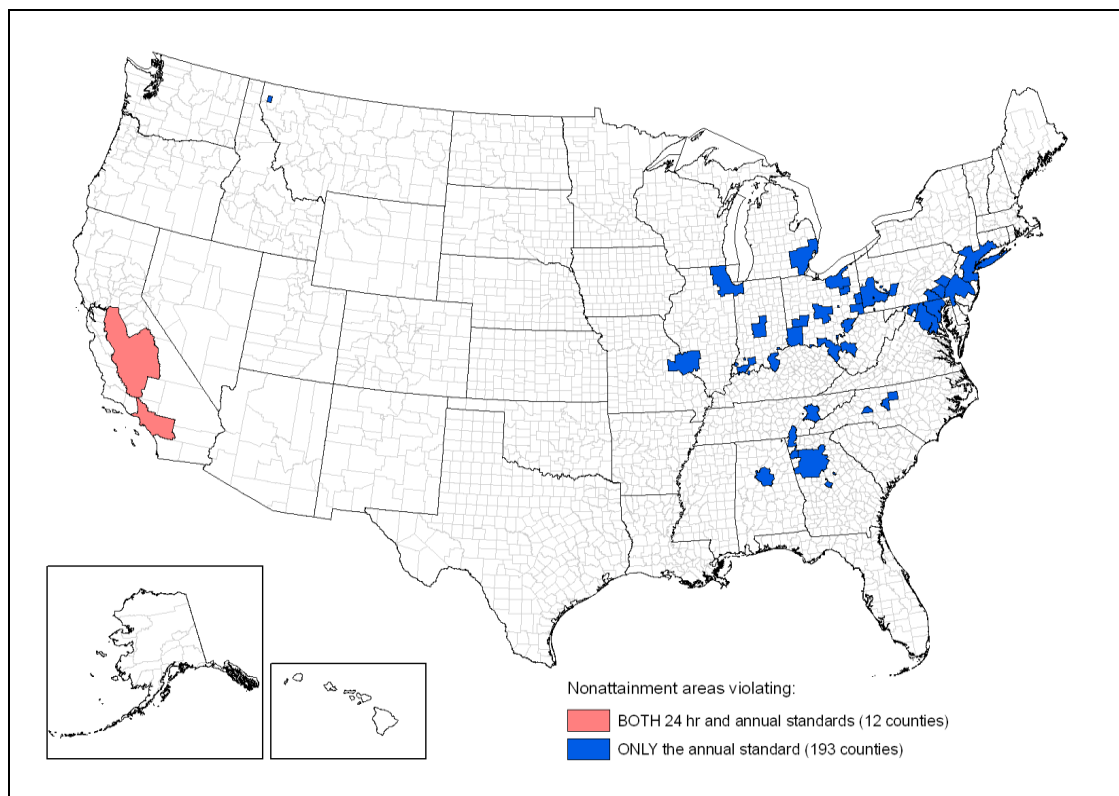 Nonattainment areas violating:
BOTH 24 hr and annual standards (12 counties)
ONLY the annual standard (193 counties)